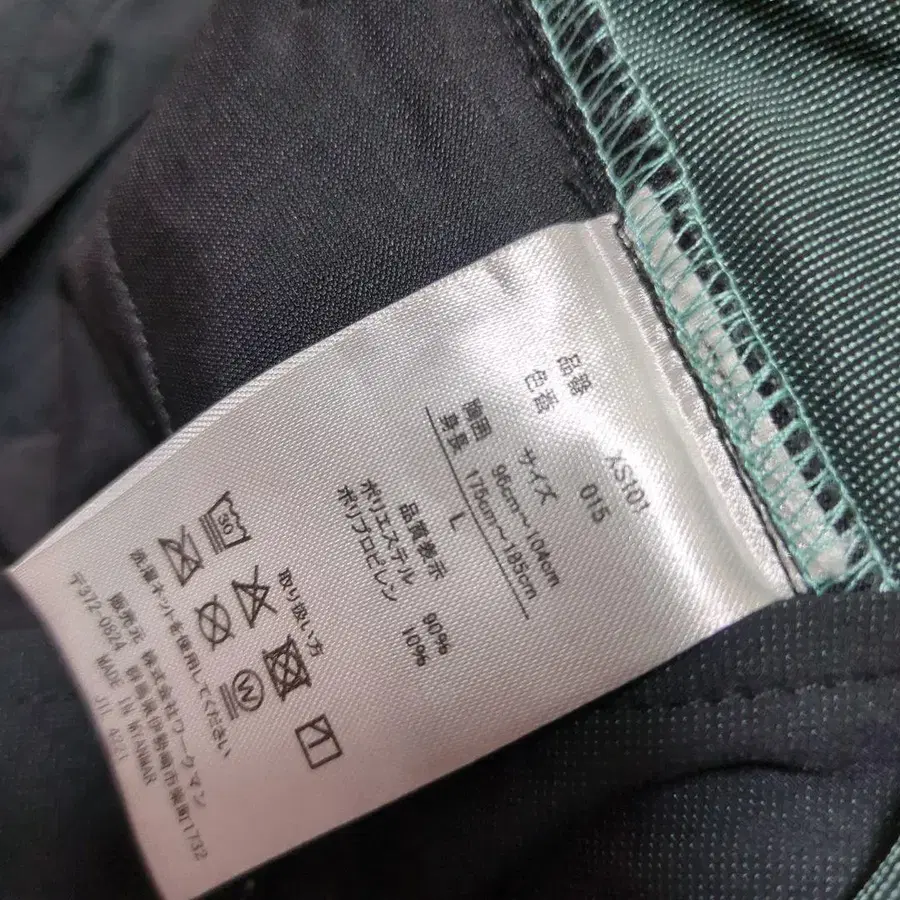 品番 XS101
色番 015
サイズ
胸囲 96cm～104cm
身長 175cm～185cm
L
品質表示
ポリエステル 90%
ポリプロピレン 10%
取り扱い方
30
W
洗濯ネットを使用してください
販売元 株式会社ワークマン
〒372-0824 群馬県伊勢崎市柴町1732
MADE IN MYANMAR